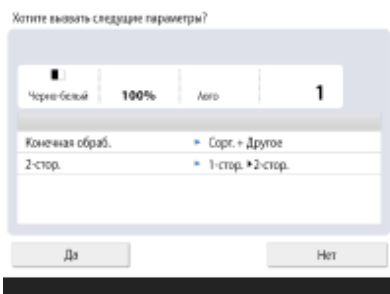 Хотите вызвать следущие параметры?
Черно-белый 100% Авто 1
Конечная обраб. ► Сорт. + Другое
2-стор. ► 1-стор. ►2-стор.
Да Нет